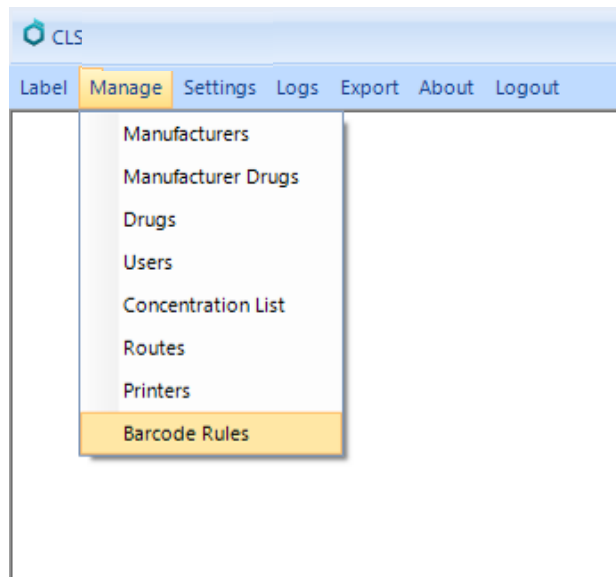 CLS
Label Manage Settings Logs Export About Logout
Manufacturers
Manufacturer Drugs
Drugs
Users
Concentration List
Routes
Printers
Barcode Rules